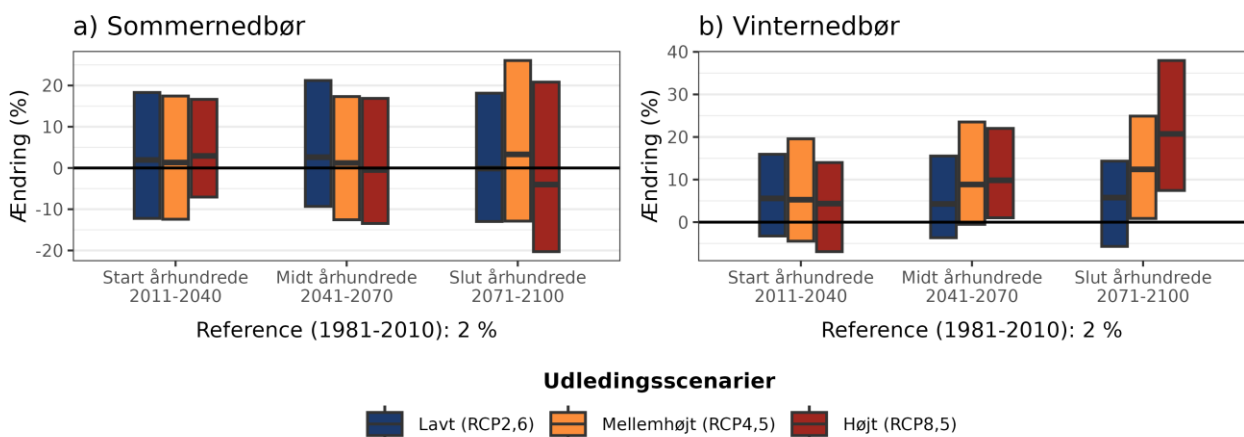 a) Sommernedbør
Ændring (%)
20
10
0
-10
-20
Start århundrede
2011-2040
Midt århundrede
2041-2070
Slut århundrede
2071-2100
Reference (1981-2010): 2 %
b) Vinternedbør
Ændring (%)
40
30
20
10
0
Start århundrede
2011-2040
Midt århundrede
2041-2070
Slut århundrede
2071-2100
Reference (1981-2010): 2 %
Udledingsscenarier
Lavt (RCP2,6)
Mellemhøjt (RCP4,5)
Højt (RCP8,5)